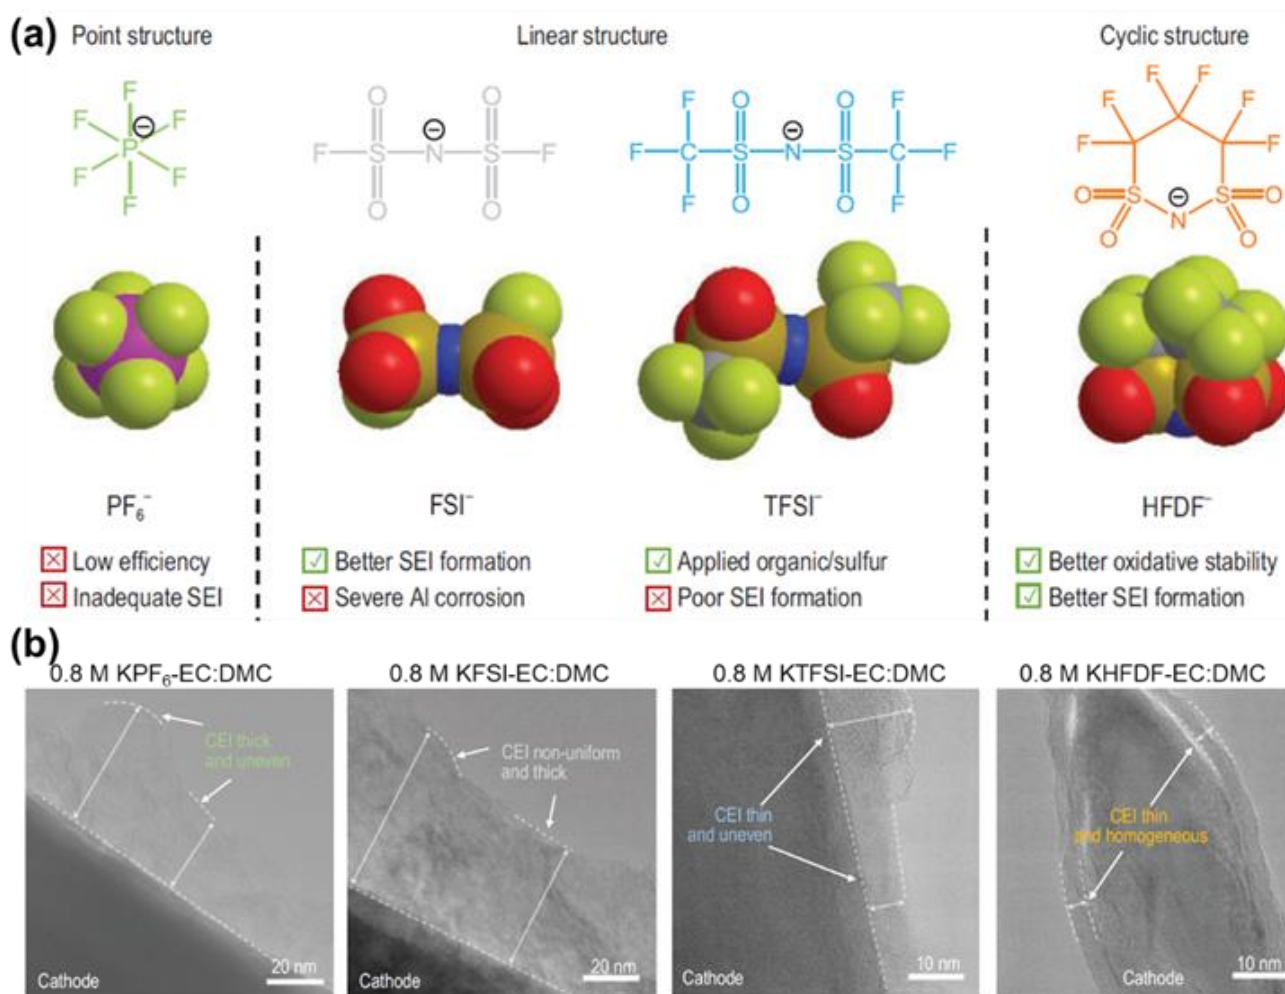 (a) Point structure Linear structure Cyclic structure
F
F F
P ⊖
F F
F
O O
F S N ⊖ S F
O O
F O O F
F C S N ⊖ S C F
F O O F
F F
F F
F F
O S ⊖ S O
O N O
PF₆⁻ FSI⁻ TFSI⁻ HFDF⁻
Low efficiency
Inadequate SEI
Better SEI formation
Severe Al corrosion
Applied organic/sulfur
Poor SEI formation
Better oxidative stability
Better SEI formation
(b)
0.8 M KPF₆-EC:DMC
CEI thick
and uneven
Cathode
20 nm
0.8 M KFSI-EC:DMC
CEI non-uniform
and thick
Cathode
20 nm
0.8 M KTFSI-EC:DMC
CEI thin
and uneven
Cathode
10 nm
0.8 M KHFDF-EC:DMC
CEI thin
and homogeneous
Cathode
10 nm